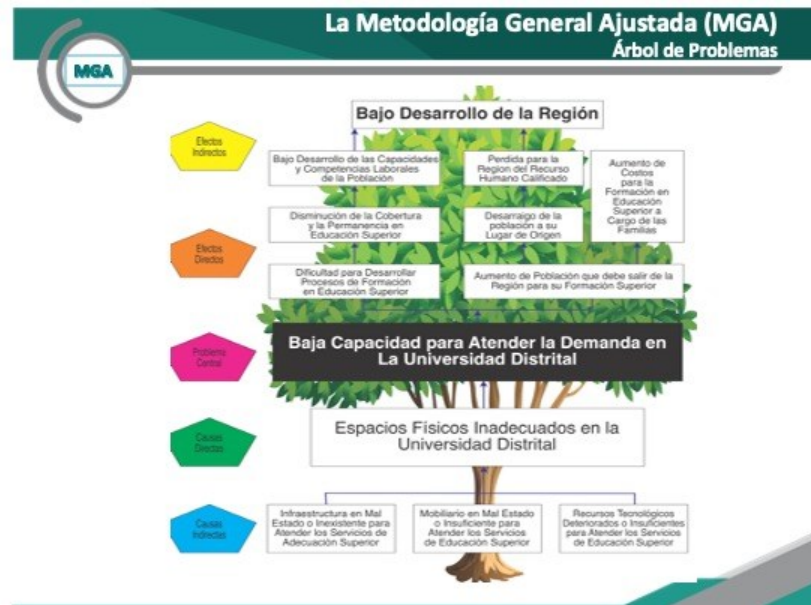 La Metodología General Ajustada (MGA)
Árbol de Problemas
MGA
Bajo Desarrollo de la Región
Efectos
Indirectos
Bajo Desarrollo de las Capacidades
y Competencias Laborales
de la Población
Perdida para la
Region del Recurso
Humano Calificado
Aumento de
Costos
para la
Formación en
Educación
Superior a
Cargo de las
Familias
Efectos
Directos
Disminución de la Cobertura
y la Permanencia en
Educación Superior
Desarraigo de la
población a su
Lugar de Origen
Dificultad para Desarrollar
Procesos de Formación
en Educación Superior
Aumento de Población que debe salir de la
Región para su Formación Superior
Problema
Central
Baja Capacidad para Atender la Demanda en
La Universidad Distrital
Causas
Directas
Espacios Físicos Inadecuados en la
Universidad Distrital
Causas
Indirectas
Infraestructura en Mal
Estado o Inexistente para
Atender los Servicios de
Adecuación Superior
Mobiliario en Mal Estado
o Insuficiente para
Atender los Servicios
de Educación Superior
Recursos Tecnológicos
Deteriorados o Insuficientes
para Atender los Servicios
de Educación Superior